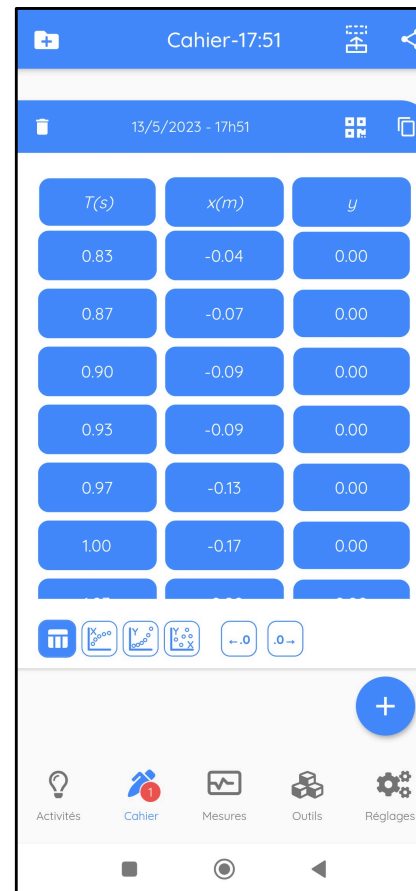 Cahier-17:51
13/5/2023 - 17h51
T(s) x(m) y
0.83 -0.04 0.00
0.87 -0.07 0.00
0.90 -0.09 0.00
0.93 -0.09 0.00
0.97 -0.13 0.00
1.00 -0.17 0.00
X Y Y X ←.0 .0→
+
1
Activités Cahier Mesures Outils Réglages